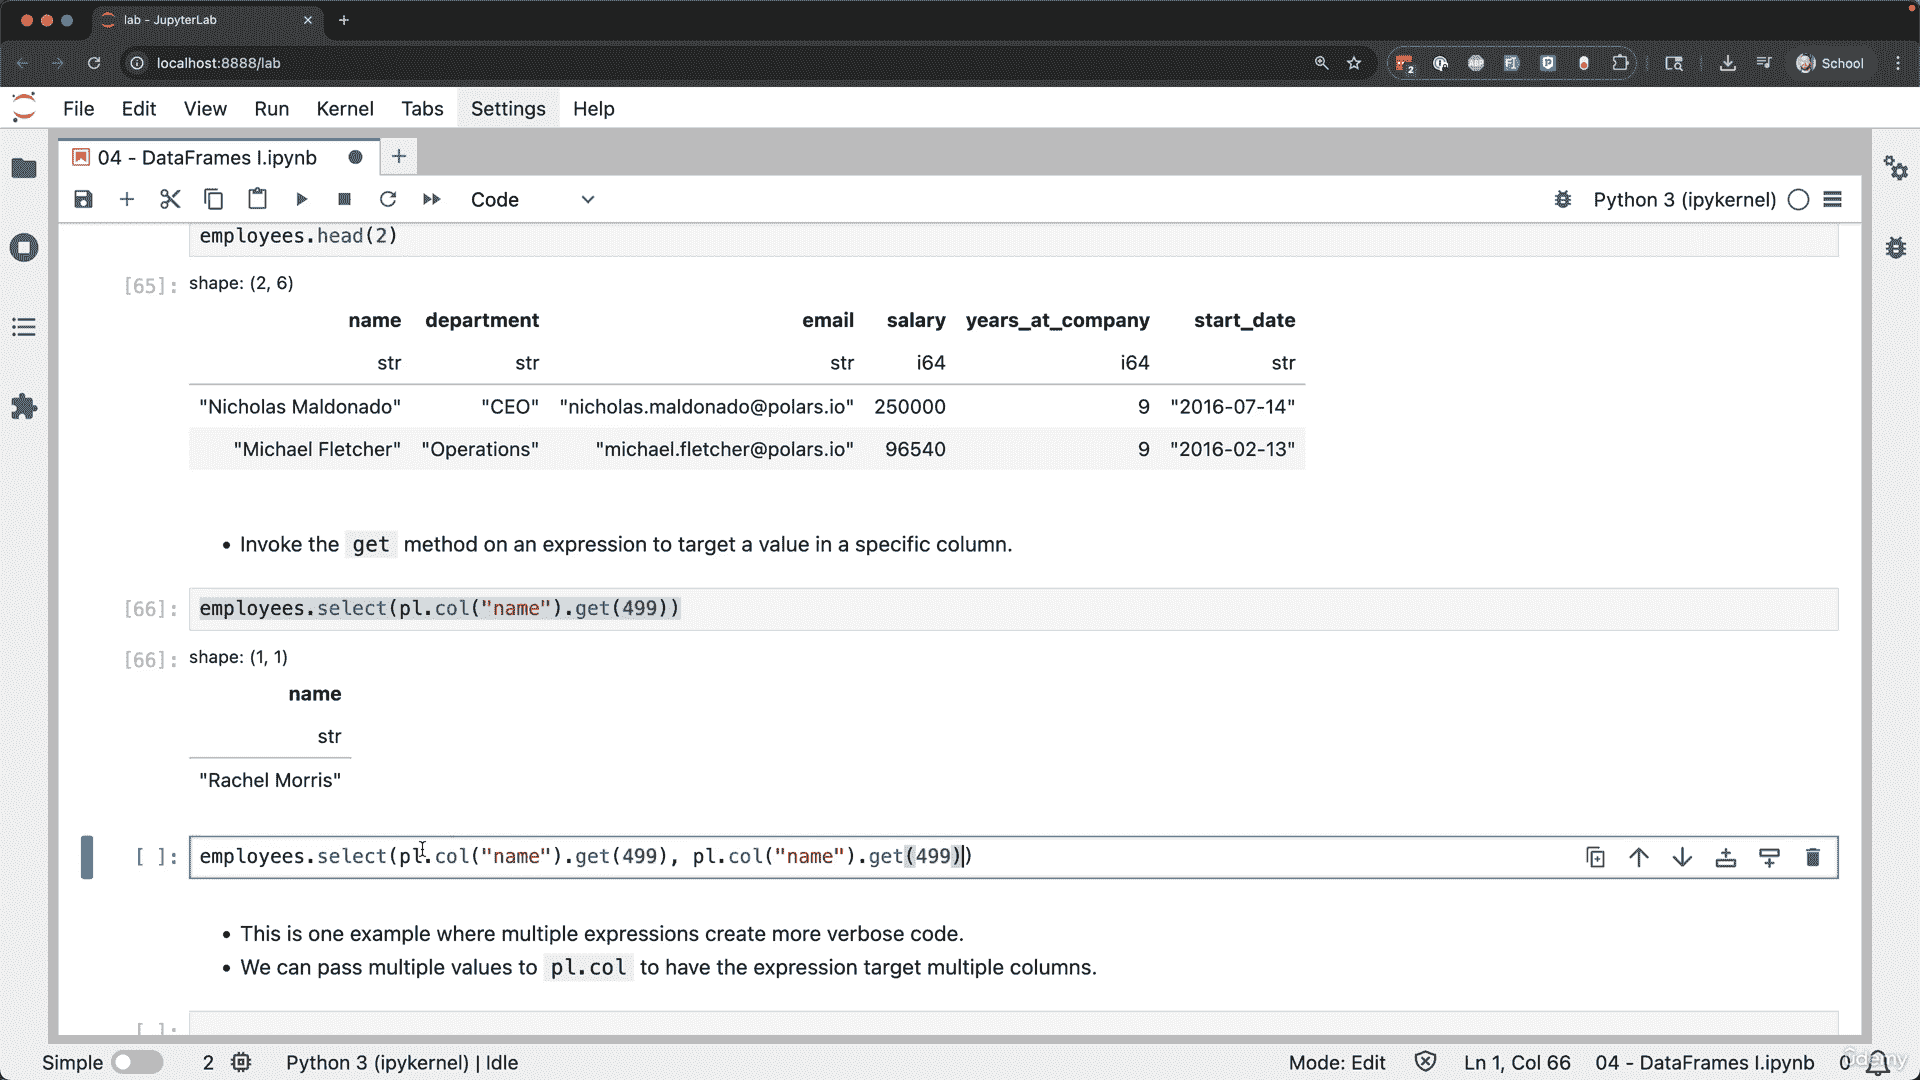 lab - JupyterLab
localhost:8888/lab
2
ABP
School
File Edit View Run Kernel Tabs Settings Help
04 - DataFrames I.ipynb
Code
Python 3 (ipykernel)
employees.head(2)
[65]: shape: (2, 6)
name department email salary years_at_company start_date
str str str i64 i64 str
"Nicholas Maldonado" "CEO" "nicholas.maldonado@polars.io" 250000 9 "2016-07-14"
"Michael Fletcher" "Operations" "michael.fletcher@polars.io" 96540 9 "2016-02-13"
• Invoke the get method on an expression to target a value in a specific column.
[66]: employees.select(pl.col("name").get(499))
[66]: shape: (1, 1)
name
str
"Rachel Morris"
[ ]: employees.select(pl.col("name").get(499), pl.col("name").get(499))
• This is one example where multiple expressions create more verbose code.
• We can pass multiple values to pl.col to have the expression target multiple columns.
[ ]:
Simple 2 Python 3 (ipykernel) | Idle Mode: Edit Ln 1, Col 66 04 - DataFrames I.ipynb 0
Udemy